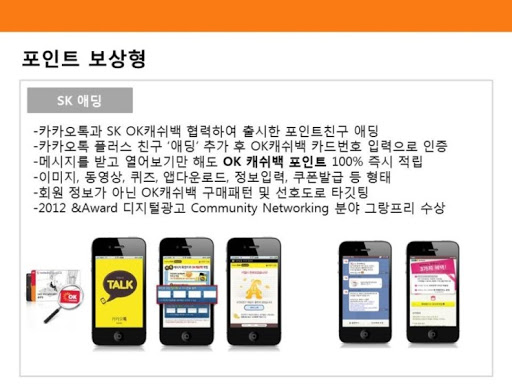 포인트 보상형
SK 애딩
-카카오톡과 SK OK캐쉬백 협력하여 출시한 포인트친구 애딩
-카카오톡 플러스 친구 '애딩' 추가 후 OK캐쉬백 카드번호 입력으로 인증
-메시지를 받고 열어보기만 해도 OK 캐쉬백 포인트 100% 즉시 적립
-이미지, 동영상, 퀴즈, 앱다운로드, 정보입력, 쿠폰발급 등 형태
-회원 정보가 아닌 OK캐쉬백 구매패턴 및 선호도로 타깃팅
-2012 &Award 디지털광고 Community Networking 분야 그랑프리 수상
OK
TALK
카카오톡